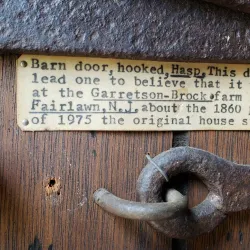 Barn door, hooked, Hasp. This d
lead one to believe that it
at the Garretson-Brock farm
Fairlawn, N.J. about the 1860
of 1975 the original house s